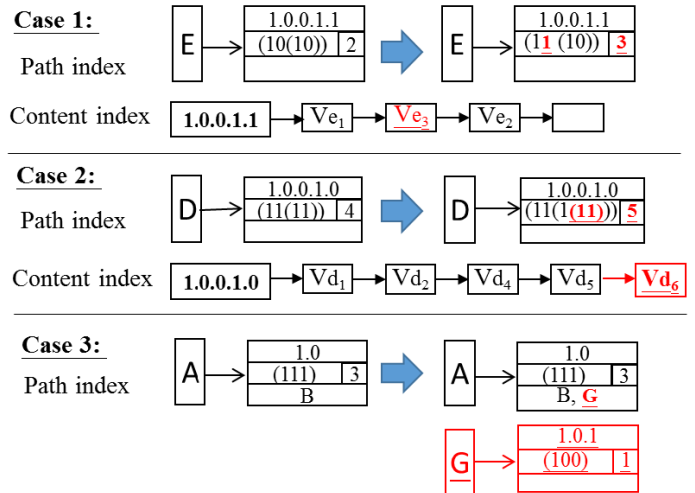 Case 1:
Path index
E
1.0.0.1.1
(10(10)) 2
E
1.0.0.1.1
(11 (10)) 3
Content index
1.0.0.1.1 Ve₁ Ve₃ Ve₂
Case 2:
Path index
D
1.0.0.1.0
(11(11)) 4
D
1.0.0.1.0
(11(1(11))) 5
Content index
1.0.0.1.0 Vd₁ Vd₂ Vd₄ Vd₅ Vd₆
Case 3:
Path index
A
1.0
(111) 3
B
A
1.0
(111) 3
B, G
G
1.0.1
(100) 1